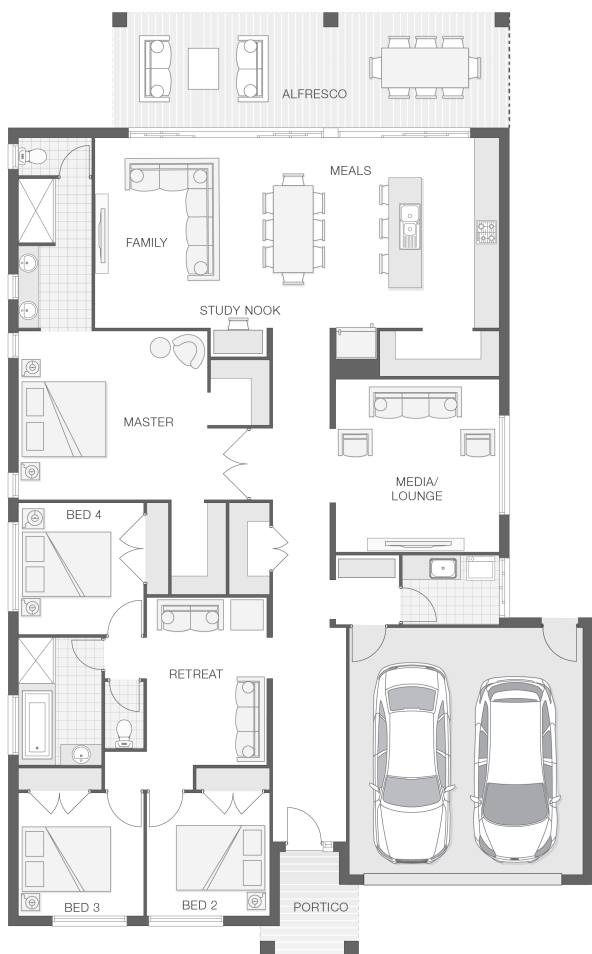 ALFRESCO
MEALS
FAMILY
STUDY NOOK
MASTER
MEDIA/
LOUNGE
BED 4
RETREAT
BED 3
BED 2
PORTICO